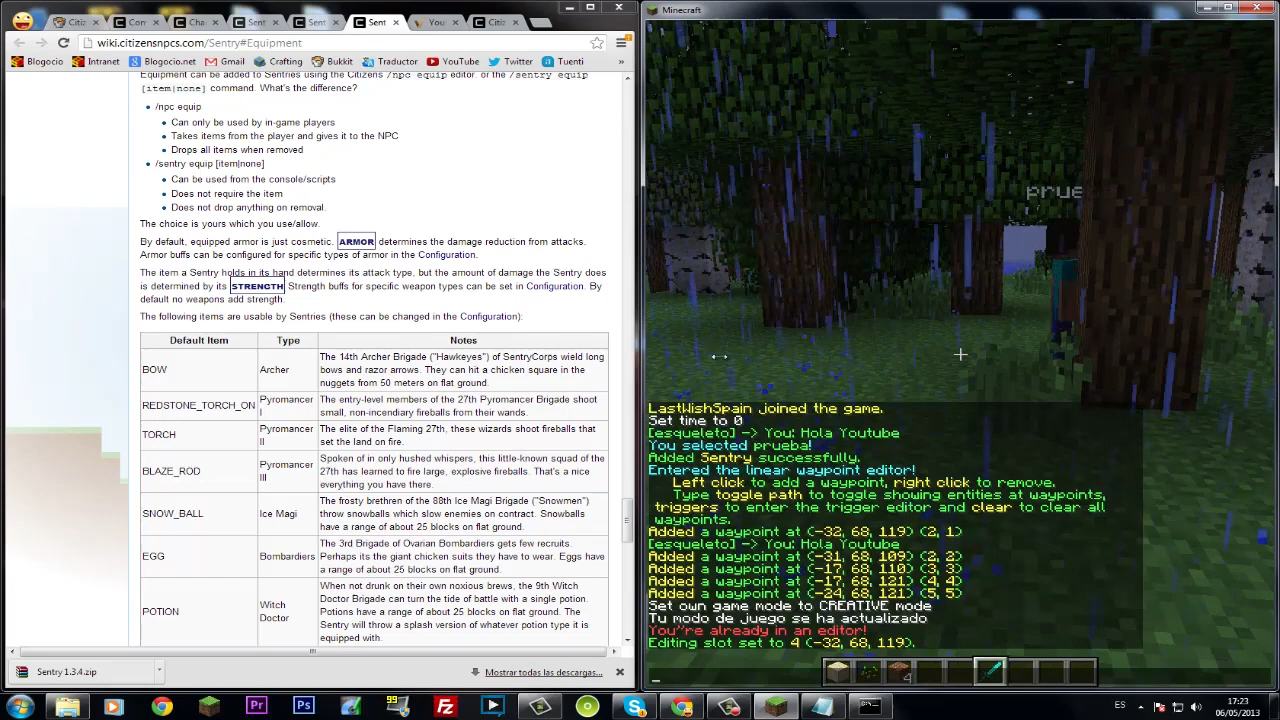 Citiz
Com
Cha
Sent
Sent
Sent
You
Citiz
wiki.citizensnpcs.com/Sentry#Equipment
Blogocio
Intranet
Blogocio.net
Gmail
Crafting
Bukkit
Traductor
YouTube
Twitter
Tuenti
»
Equipment can be added to Sentries using the Citizens /npc equip editor. or the /sentry equip
[item|none] command. What's the difference?
/npc equip
Can only be used by in-game players
Takes items from the player and gives it to the NPC
Drops all items when removed
/sentry equip [item|none]
Can be used from the console/scripts
Does not require the item
Does not drop anything on removal.
The choice is yours which you use/allow.
By default, equipped armor is just cosmetic. ARMOR determines the damage reduction from attacks.
Armor buffs can be configured for specific types of armor in the Configuration.
The item a Sentry holds in its hand determines its attack type, but the amount of damage the Sentry does
is determined by its STRENGTH Strength buffs for specific weapon types can be set in Configuration. By
default no weapons add strength.
The following items are usable by Sentries (these can be changed in the Configuration):
Default Item Type Notes
BOW Archer The 14th Archer Brigade ("Hawkeyes") of SentryCorps wield long
bows and razor arrows. They can hit a chicken square in the
nuggets from 50 meters on flat ground.
REDSTONE_TORCH_ON Pyromancer I The entry-level members of the 27th Pyromancer Brigade shoot
small, non-incendiary fireballs from their wands.
TORCH Pyromancer II The elite of the Flaming 27th, these wizards shoot fireballs that
set the land on fire.
BLAZE_ROD Pyromancer III Spoken of in only hushed whispers, this little-known squad of the
27th has learned to fire large, explosive fireballs. That's a nice
everything you have there.
SNOW_BALL Ice Magi The frosty brethren of the 88th Ice Magi Brigade ("Snowmen")
throw snowballs which slow enemies on contract. Snowballs
have a range of about 25 blocks on flat ground.
EGG Bombardiers The 3rd Brigade of Ovarian Bombardiers gets few recruits.
Perhaps its the giant chicken suits they have to wear. Eggs have
a range of about 25 blocks on flat ground.
POTION Witch Doctor When not drunk on their own noxious brews, the 9th Witch
Doctor Brigade can turn the tide of battle with a single potion.
Potions have a range of about 25 blocks on flat ground. The
Sentry will throw a splash version of whatever potion type it is
equipped with.
Sentry 1.3.4.zip
Mostrar todas las descargas...
Minecraft
prue
LastWishSpain joined the game.
Set time to 0
[esqueleto] -> You: Hola Youtube
You selected prueba!
Added Sentry successfully.
Entered the linear waypoint editor!
Left click to add a waypoint, right click to remove.
Type toggle path to toggle showing entities at waypoints,
triggers to enter the trigger editor and clear to clear all
waypoints.
Added a waypoint at (-32, 68, 119) (2, 1)
[esqueleto] -> You: Hola Youtube
Added a waypoint at (-31, 68, 109) (2, 2)
Added a waypoint at (-17, 68, 110) (3, 3)
Added a waypoint at (-17, 68, 121) (4, 4)
Added a waypoint at (-24, 68, 121) (5, 5)
Set own game mode to CREATIVE mode
Tu modo de juego se ha actualizado
You''re already in an editor!
Editing slot set to 4 (-32, 68, 119).
4
_
Pr
Ps
99
Fz
ES
17:23
06/05/2013